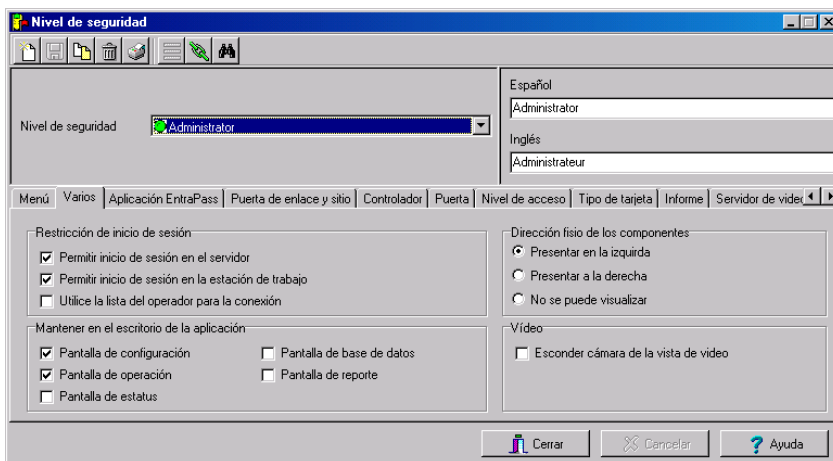 Nivel de seguridad
Español
Administrator
Nivel de seguridad
Administrator
Inglés
Administrateur
Menú Varios Aplicación EntraPass Puerta de enlace y sitio Controlador Puerta Nivel de acceso Tipo de tarjeta Informe Servidor de video
Restricción de inicio de sesión
Permitir inicio de sesión en el servidor
Permitir inicio de sesión en la estación de trabajo
Utilice la lista del operador para la conexión
Dirección fisio de los componentes
Presentar en la izquirda
Presentar a la derecha
No se puede visualizar
Mantener en el escritorio de la aplicación
Pantalla de configuración Pantalla de base de datos
Pantalla de operación Pantalla de reporte
Pantalla de estatus
Vídeo
Esconder cámara de la vista de video
Cerrar Cancelar Ayuda